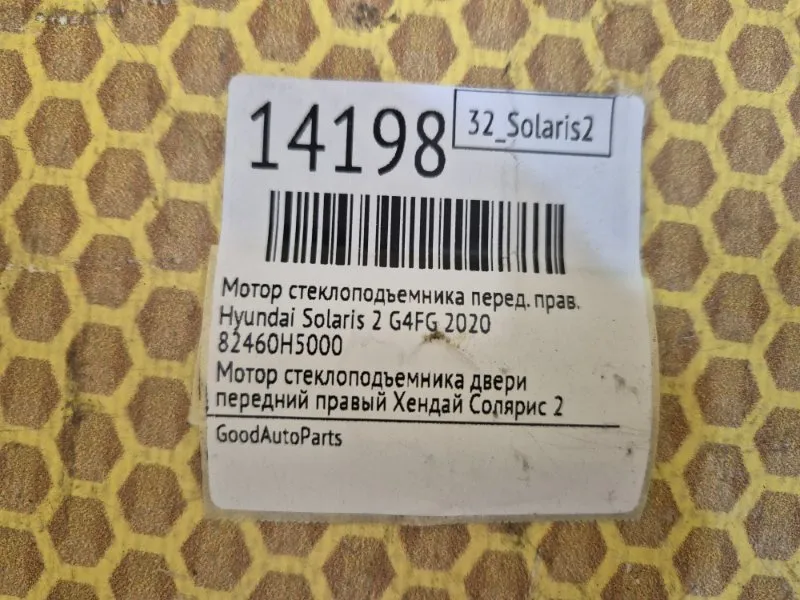 14198
32_Solaris2
Мотор стеклоподъемника перед. прав.
Hyundai Solaris 2 G4FG 2020
82460H5000
Мотор стеклоподъемника двери
передний правый Хендай Солярис 2
GoodAutoParts